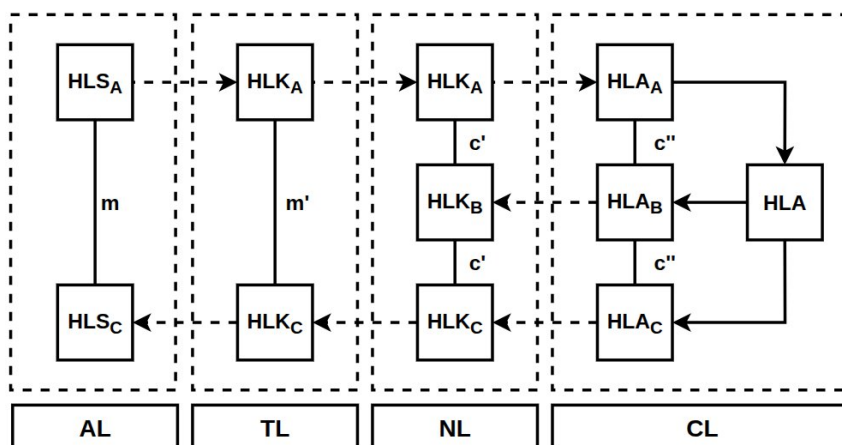 HLS_A HLK_A HLK_A HLA_A
c' c''
m m' HLK_B HLA_B HLA
c' c''
HLS_C HLK_C HLK_C HLA_C
AL TL NL CL